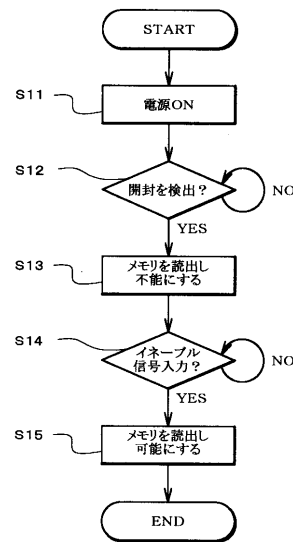 START
S11
電源ON
S12
開封を検出？
NO
YES
S13
メモリを読出し
不能にする
S14
イネーブル
信号入力？
NO
YES
S15
メモリを読出し
可能にする
END